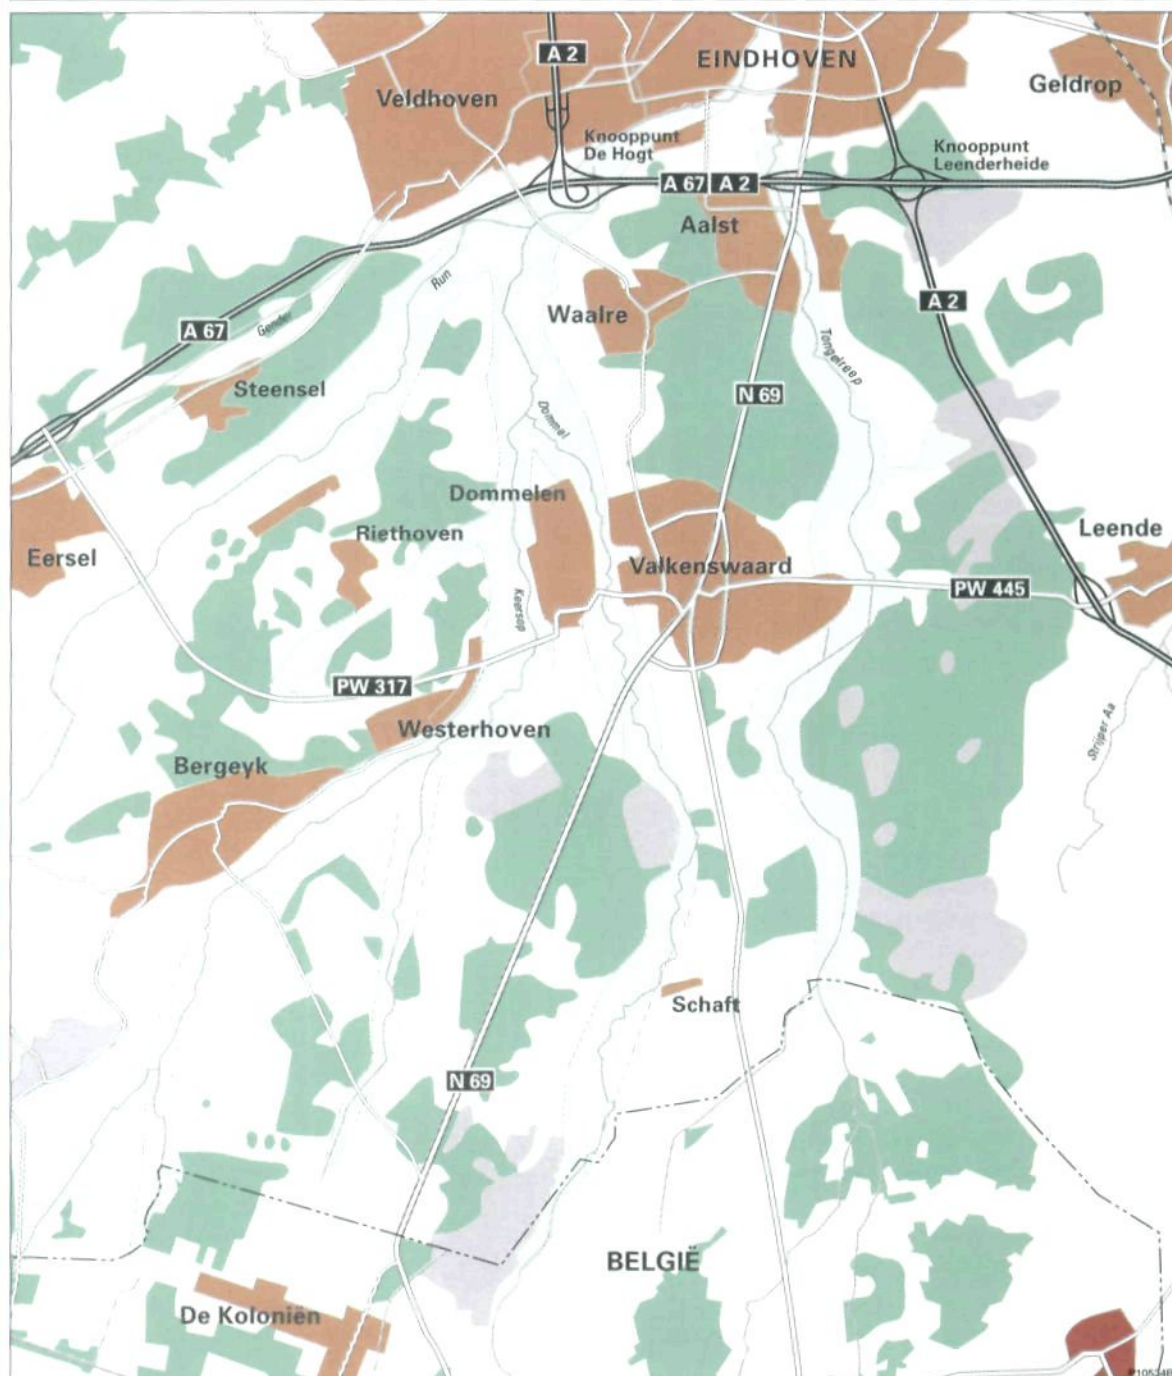 A 2
EINDHOVEN
Geldrop
Veldhoven
Knooppunt
De Hogt
Knooppunt
Leenderheide
A 67
A 2
Aalst
Run
A 2
Waalre
Gender
A 67
Tongelreep
Steensel
N 69
Dommel
Dommelen
Riethoven
Leende
Eersel
Valkenswaard
PW 445
Keersop
PW 317
Westerhoven
Strijper Aa
Bergeyk
Schaft
N 69
BELGIË
De Koloniën